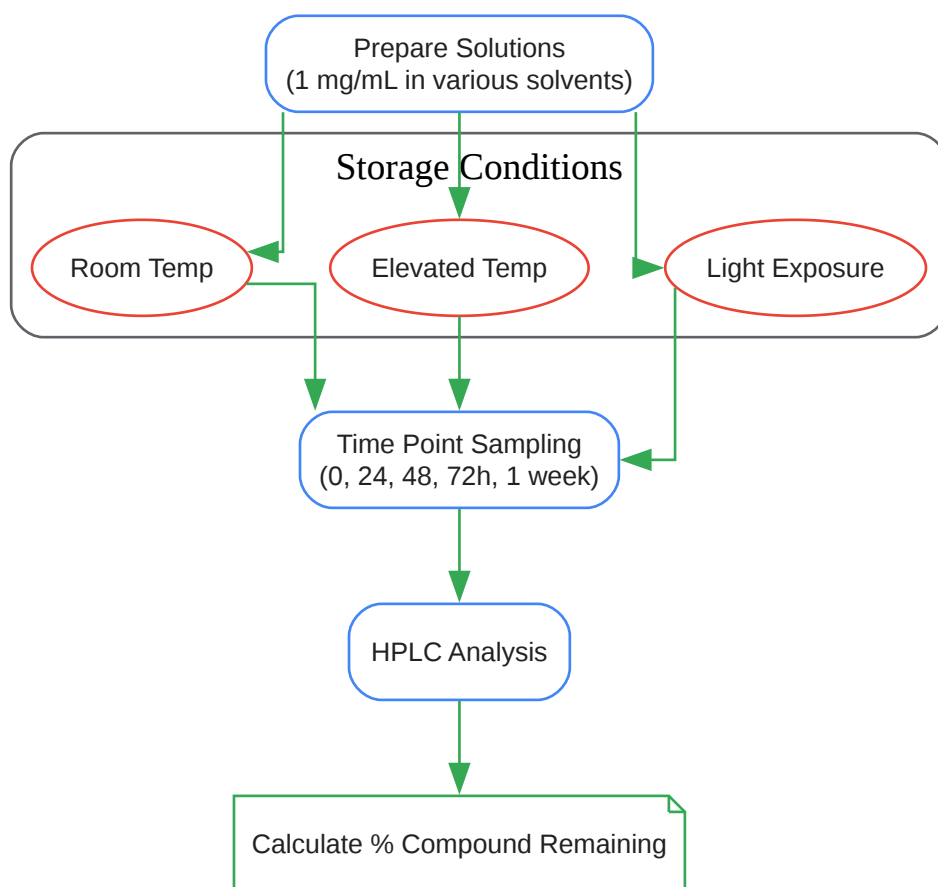 Prepare Solutions
(1 mg/mL in various solvents)
Storage Conditions
Room Temp
Elevated Temp
Light Exposure
Time Point Sampling
(0, 24, 48, 72h, 1 week)
HPLC Analysis
Calculate % Compound Remaining